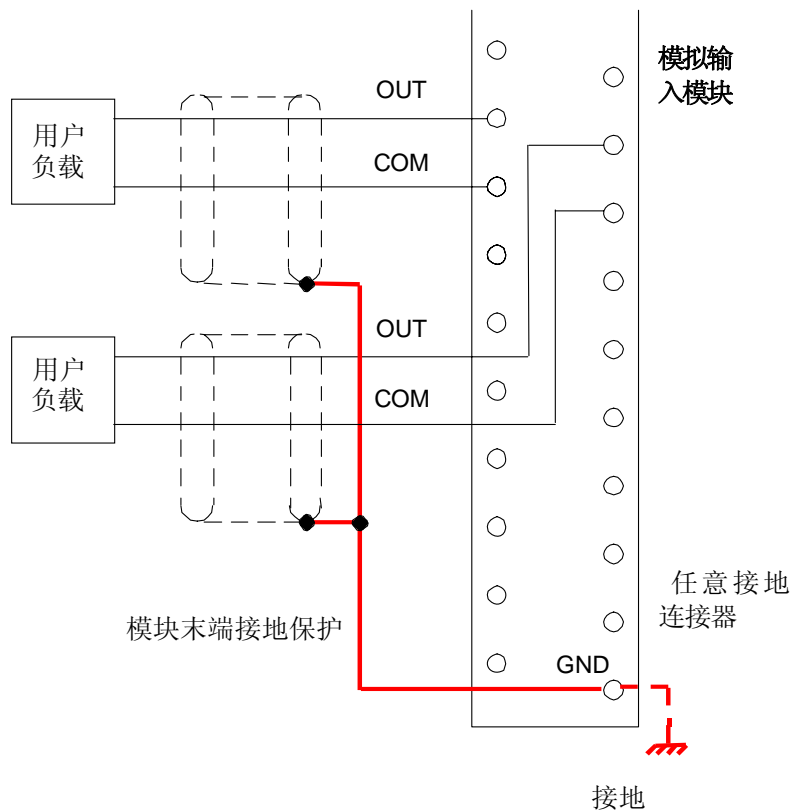 模拟输
入模块
OUT
用户
负载
COM
OUT
用户
负载
COM
任意接地
连接器
模块末端接地保护
GND
接地